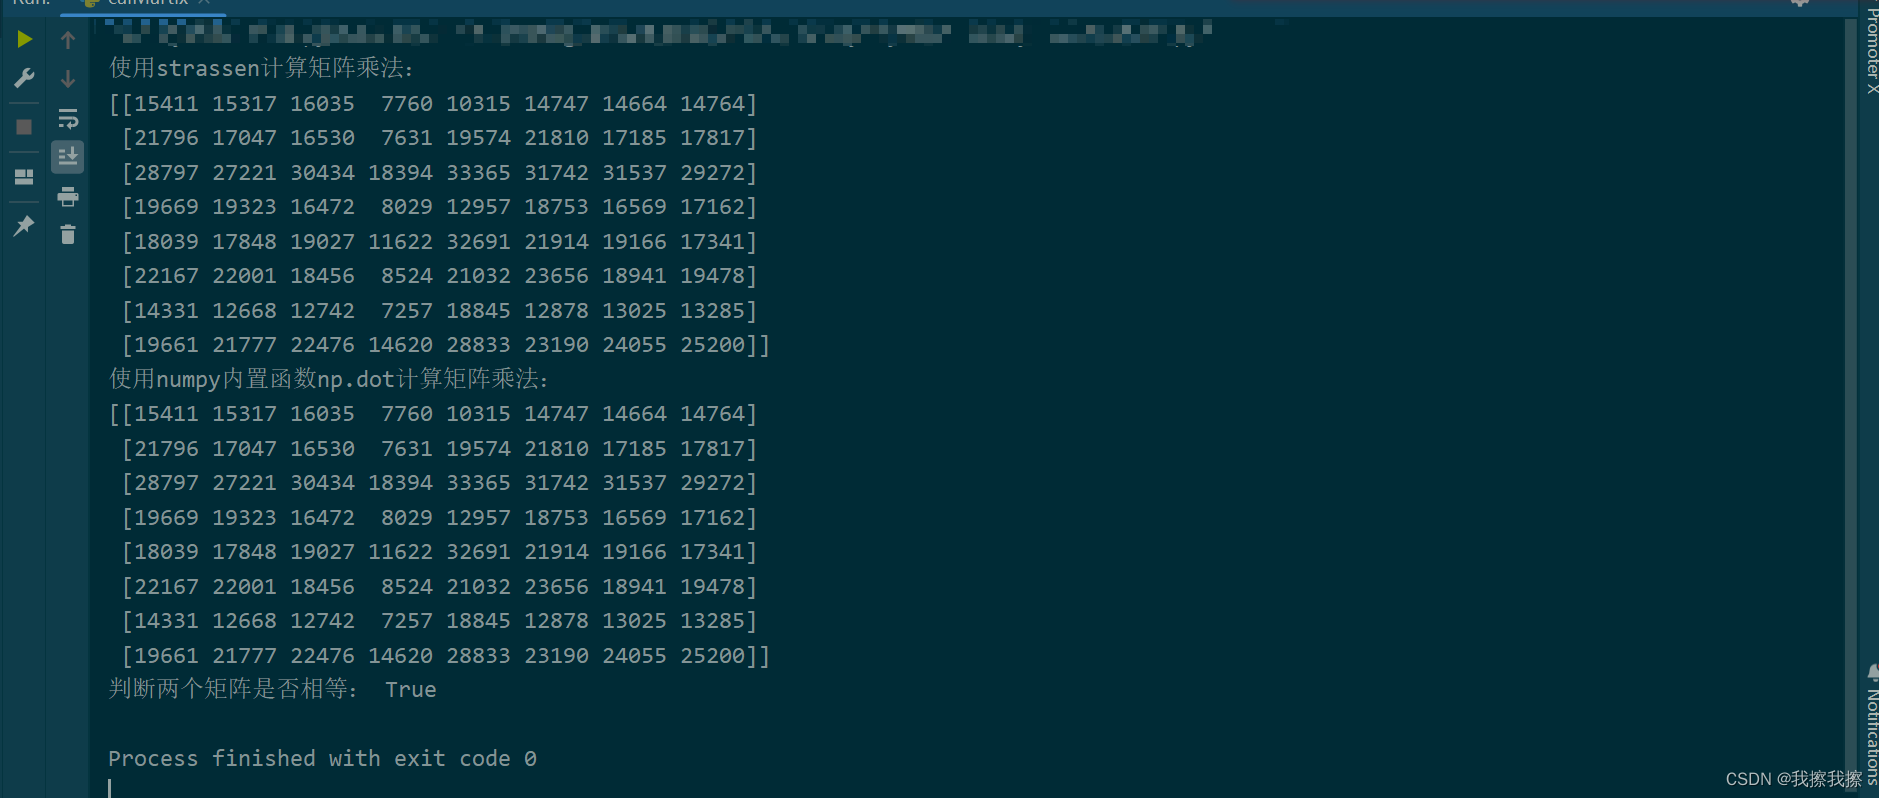 Run:
calMartix
使用strassen计算矩阵乘法：
[[15411 15317 16035  7760 10315 14747 14664 14764]
 [21796 17047 16530  7631 19574 21810 17185 17817]
 [28797 27221 30434 18394 33365 31742 31537 29272]
 [19669 19323 16472  8029 12957 18753 16569 17162]
 [18039 17848 19027 11622 32691 21914 19166 17341]
 [22167 22001 18456  8524 21032 23656 18941 19478]
 [14331 12668 12742  7257 18845 12878 13025 13285]
 [19661 21777 22476 14620 28833 23190 24055 25200]]
使用numpy内置函数np.dot计算矩阵乘法：
[[15411 15317 16035  7760 10315 14747 14664 14764]
 [21796 17047 16530  7631 19574 21810 17185 17817]
 [28797 27221 30434 18394 33365 31742 31537 29272]
 [19669 19323 16472  8029 12957 18753 16569 17162]
 [18039 17848 19027 11622 32691 21914 19166 17341]
 [22167 22001 18456  8524 21032 23656 18941 19478]
 [14331 12668 12742  7257 18845 12878 13025 13285]
 [19661 21777 22476 14620 28833 23190 24055 25200]]
判断两个矩阵是否相等： True
Process finished with exit code 0
Promoter X
Notifications
CSDN @我擦我擦